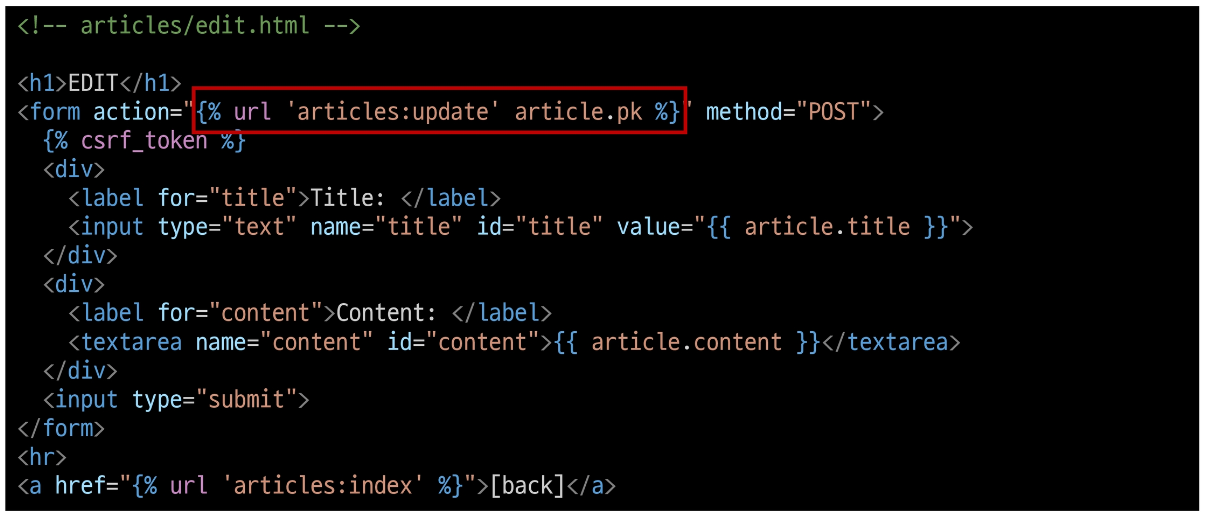 <!-- articles/edit.html -->
<h1>EDIT</h1>
<form action="{% url 'articles:update' article.pk %}" method="POST">
{% csrf_token %}
<div>
<label for="title">Title: </label>
<input type="text" name="title" id="title" value="{{ article.title }}">
</div>
<div>
<label for="content">Content: </label>
<textarea name="content" id="content">{{ article.content }}</textarea>
</div>
<input type="submit">
</form>
<hr>
<a href="{% url 'articles:index' %}">[back]</a>